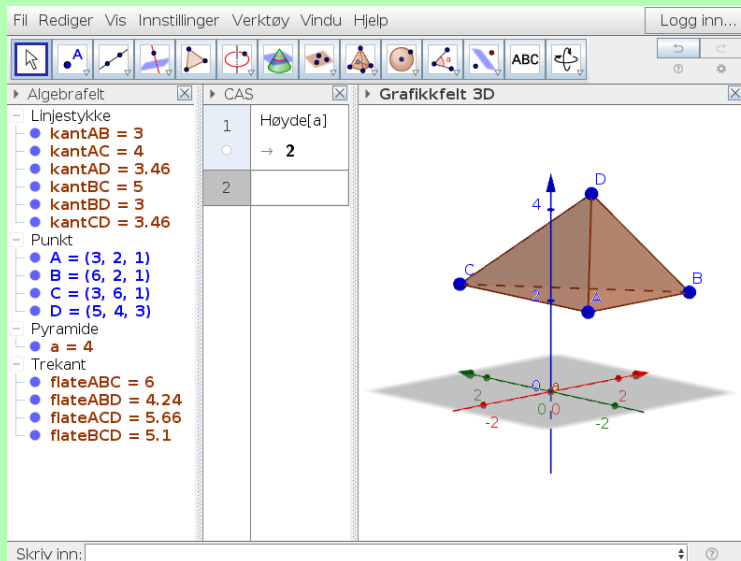 Fil Rediger Vis Innstillinger Verktøy Vindu Hjelp
Logg inn...
A
a
ABC
Algebrafelt
Linjestykke
kantAB = 3
kantAC = 4
kantAD = 3.46
kantBC = 5
kantBD = 3
kantCD = 3.46
Punkt
A = (3, 2, 1)
B = (6, 2, 1)
C = (3, 6, 1)
D = (5, 4, 3)
Pyramide
a = 4
Trekant
flateABC = 6
flateABD = 4.24
flateACD = 5.66
flateBCD = 5.1
CAS
1
Høyde[a]
→ 2
2
Grafikkfelt 3D
D
4
C
B
2
A
0
a
2
0
0
2
-2
-2
Skriv inn: